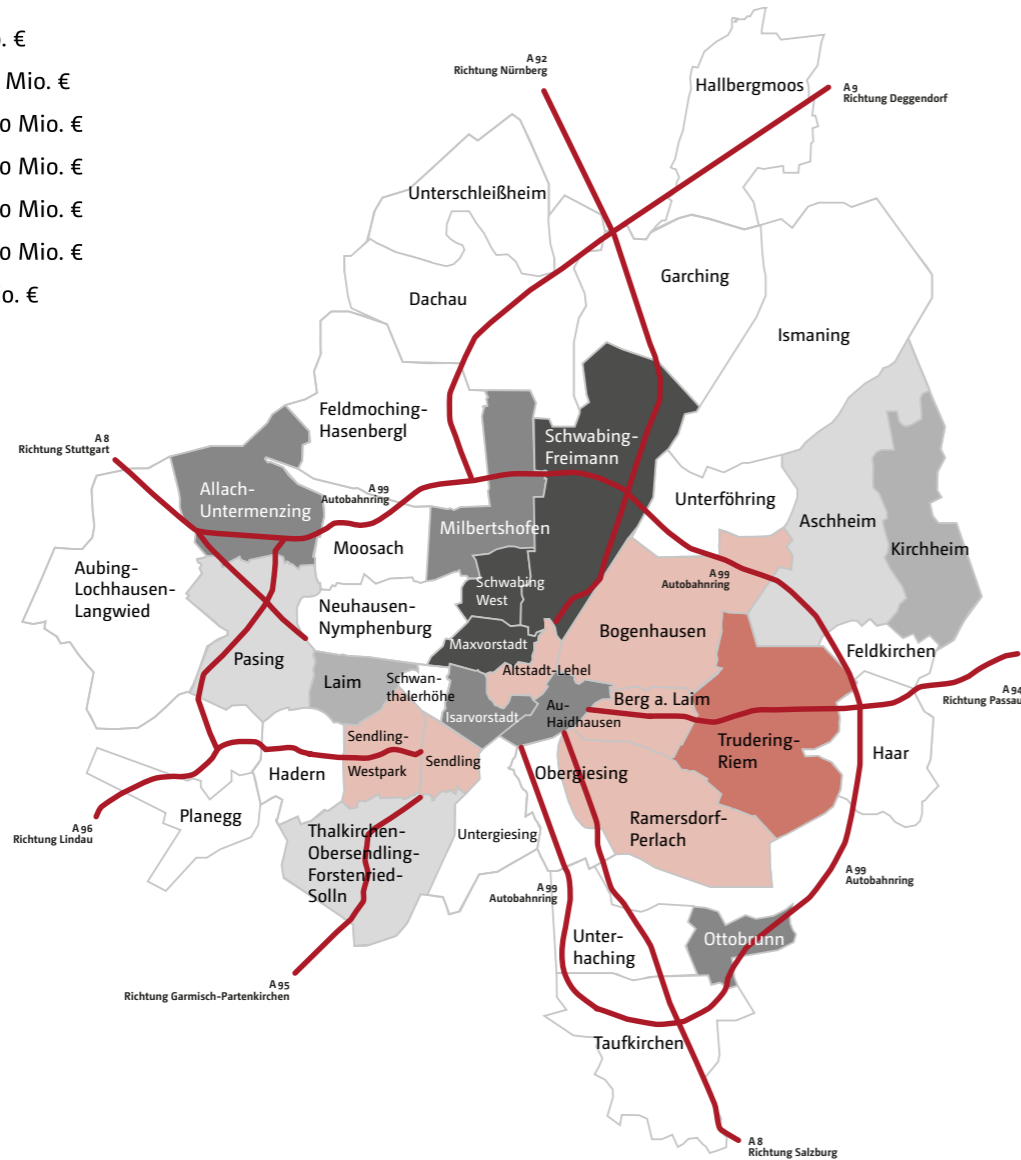 Mio. €
0 Mio. €
0 Mio. €
0 Mio. €
0 Mio. €
o. €
A 92
Richtung Nürnberg
Hallbergmoos
A 9
Richtung Deggendorf
Unterschleißheim
Garching
Dachau
Ismaning
Feldmoching-
Hasenbergl
A 8
Richtung Stuttgart
Schwabing-
Freimann
Allach-
Untermenzing
A 99
Autobahnring
Unterföhring
Aschheim
Milbertshofen
Moosach
Kirchheim
Aubing-
Lochhausen-
Langwied
A 99
Autobahnring
Schwabing
West
Neuhausen-
Nymphenburg
Bogenhausen
Maxvorstadt
Feldkirchen
Pasing
Altstadt-Lehel
Laim
Schwan-
thalerhöhe
Berg a. Laim
A 94
Richtung Passau
Isarvorstadt
Au-
Haidhausen
Sendling-
Westpark
Sendling
Trudering-
Riem
Haar
Hadern
Obergiesing
Planegg
Ramersdorf-
Perlach
A 96
Richtung Lindau
Thalkirchen-
Obersendling-
Forstenried-
Solln
Untergiesing
A 99
Autobahnring
A 99
Autobahnring
Unter-
haching
Ottobrunn
A 95
Richtung Garmisch-Partenkirchen
Taufkirchen
A 8
Richtung Salzburg